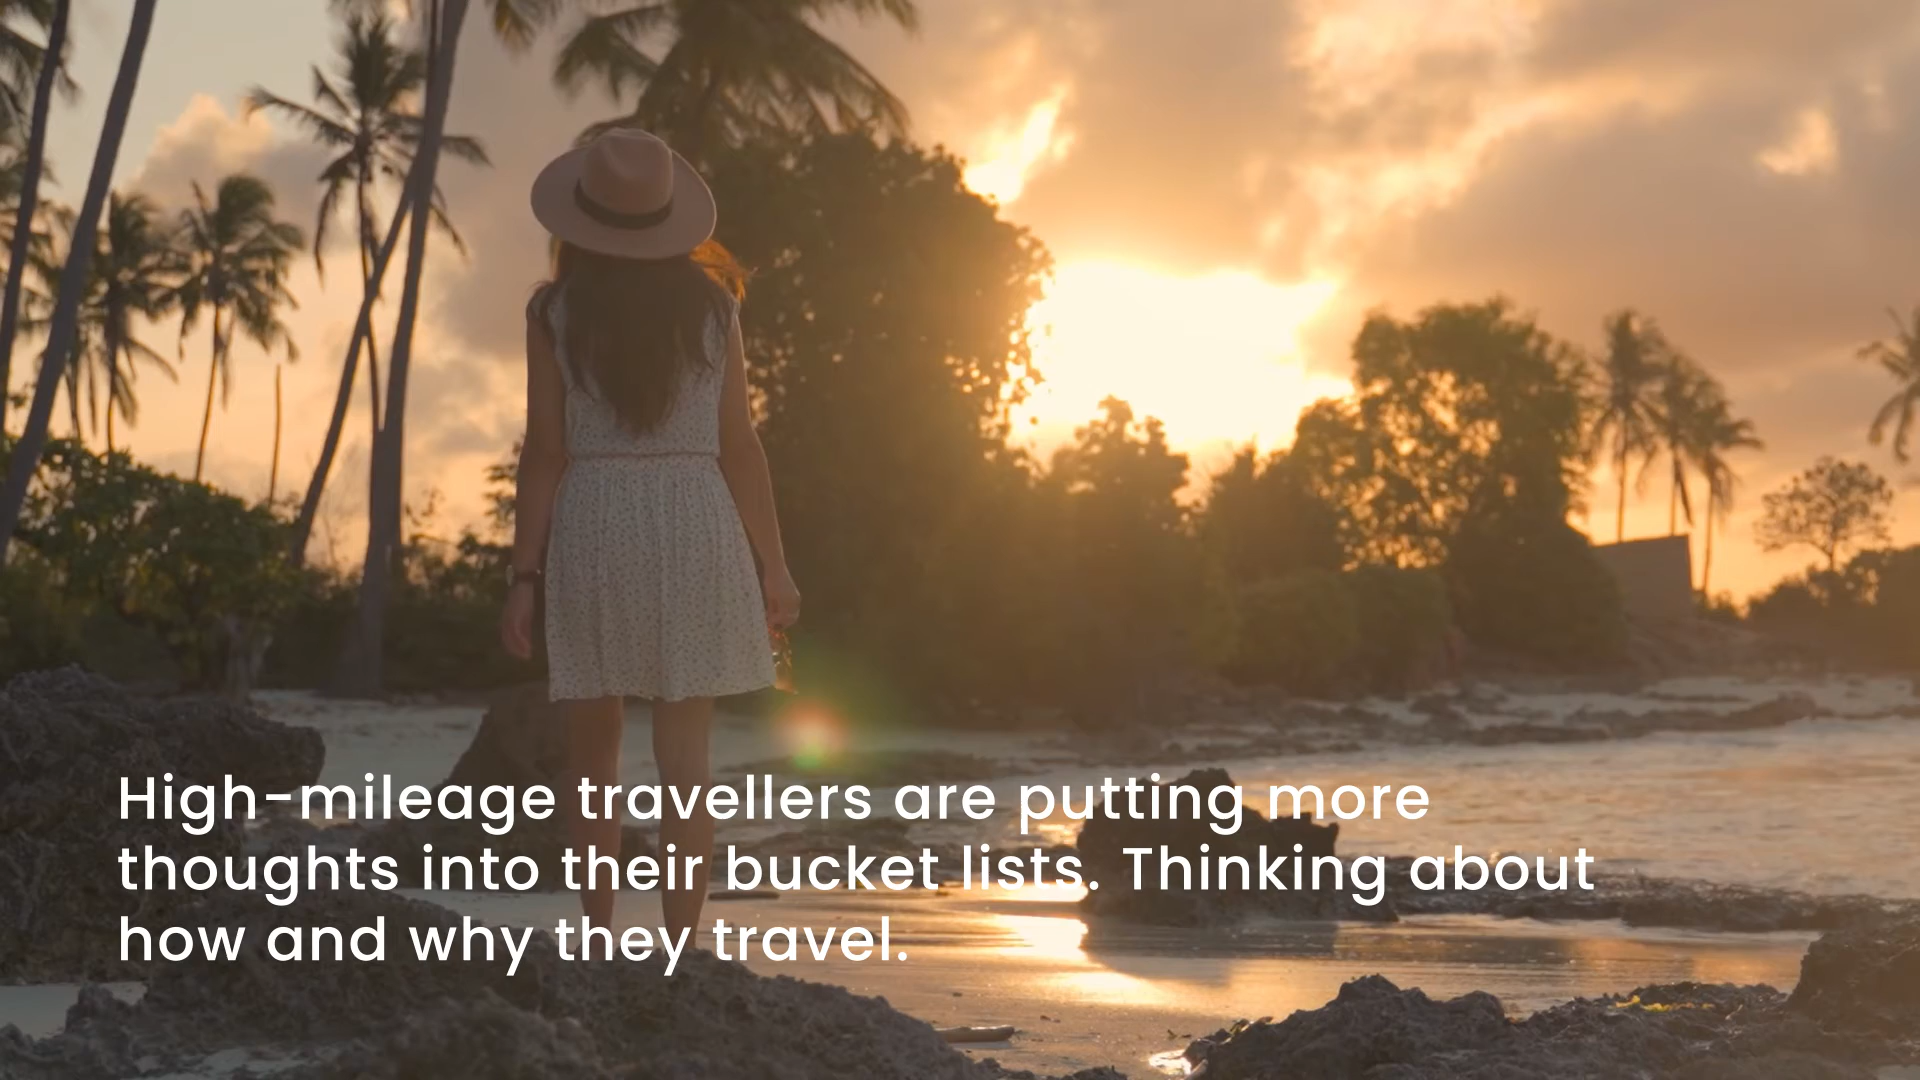 High-mileage travellers are putting more
thoughts into their bucket lists. Thinking about
how and why they travel.